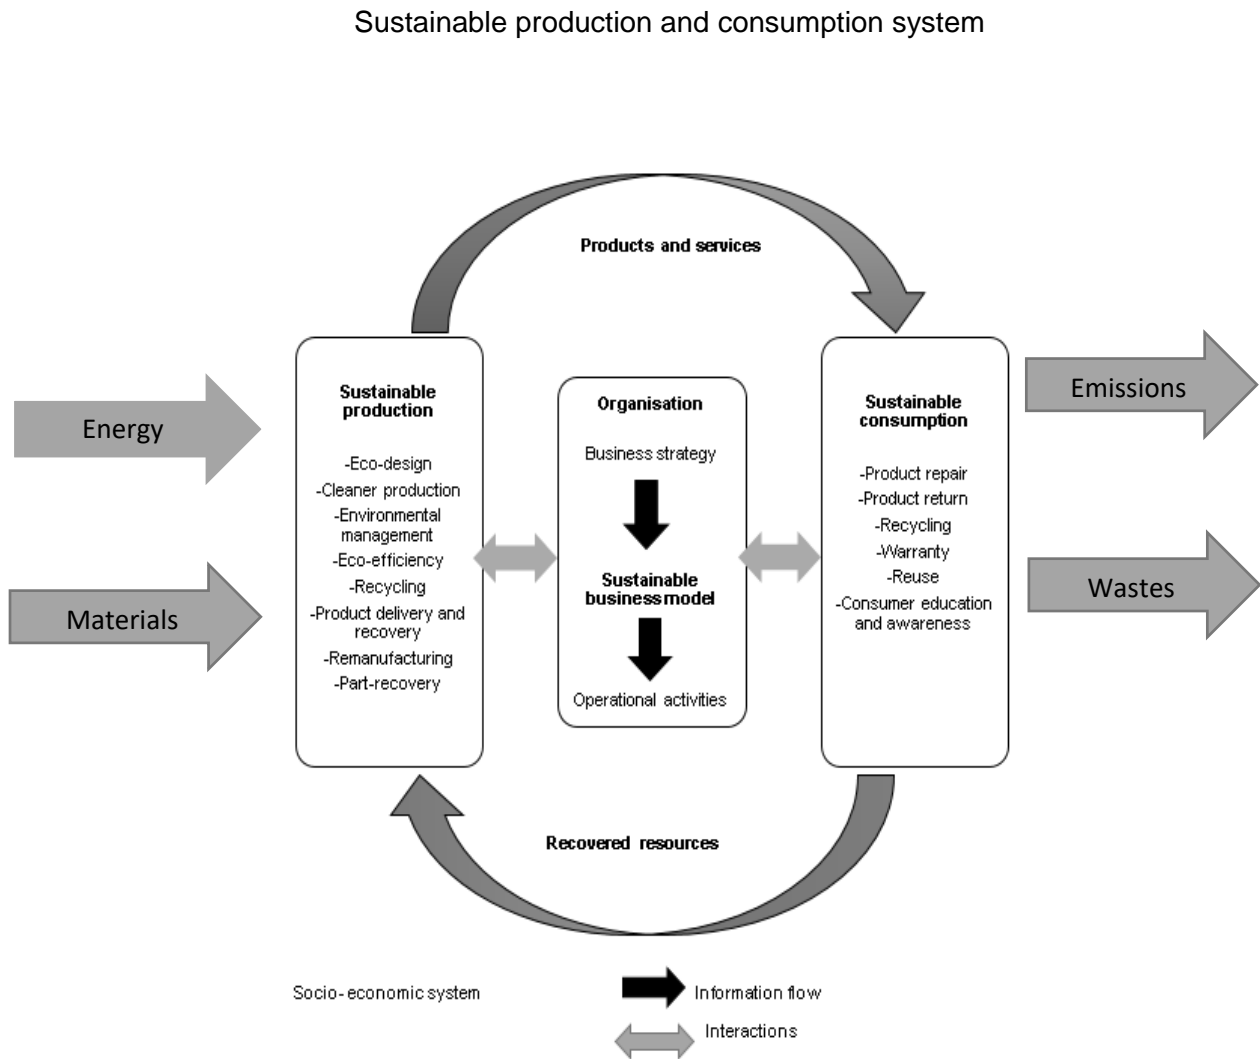 Sustainable production and consumption system
Products and services
Energy
Materials
Sustainable
production
-Eco-design
-Cleaner production
-Environmental
management
-Eco-efficiency
-Recycling
-Product delivery and
recovery
-Remanufacturing
-Part-recovery
Organisation
Business strategy
Sustainable
business model
Operational activities
Sustainable
consumption
-Product repair
-Product return
-Recycling
-Warranty
-Reuse
-Consumer education
and awareness
Emissions
Wastes
Recovered resources
Socio- economic system
Information flow
Interactions